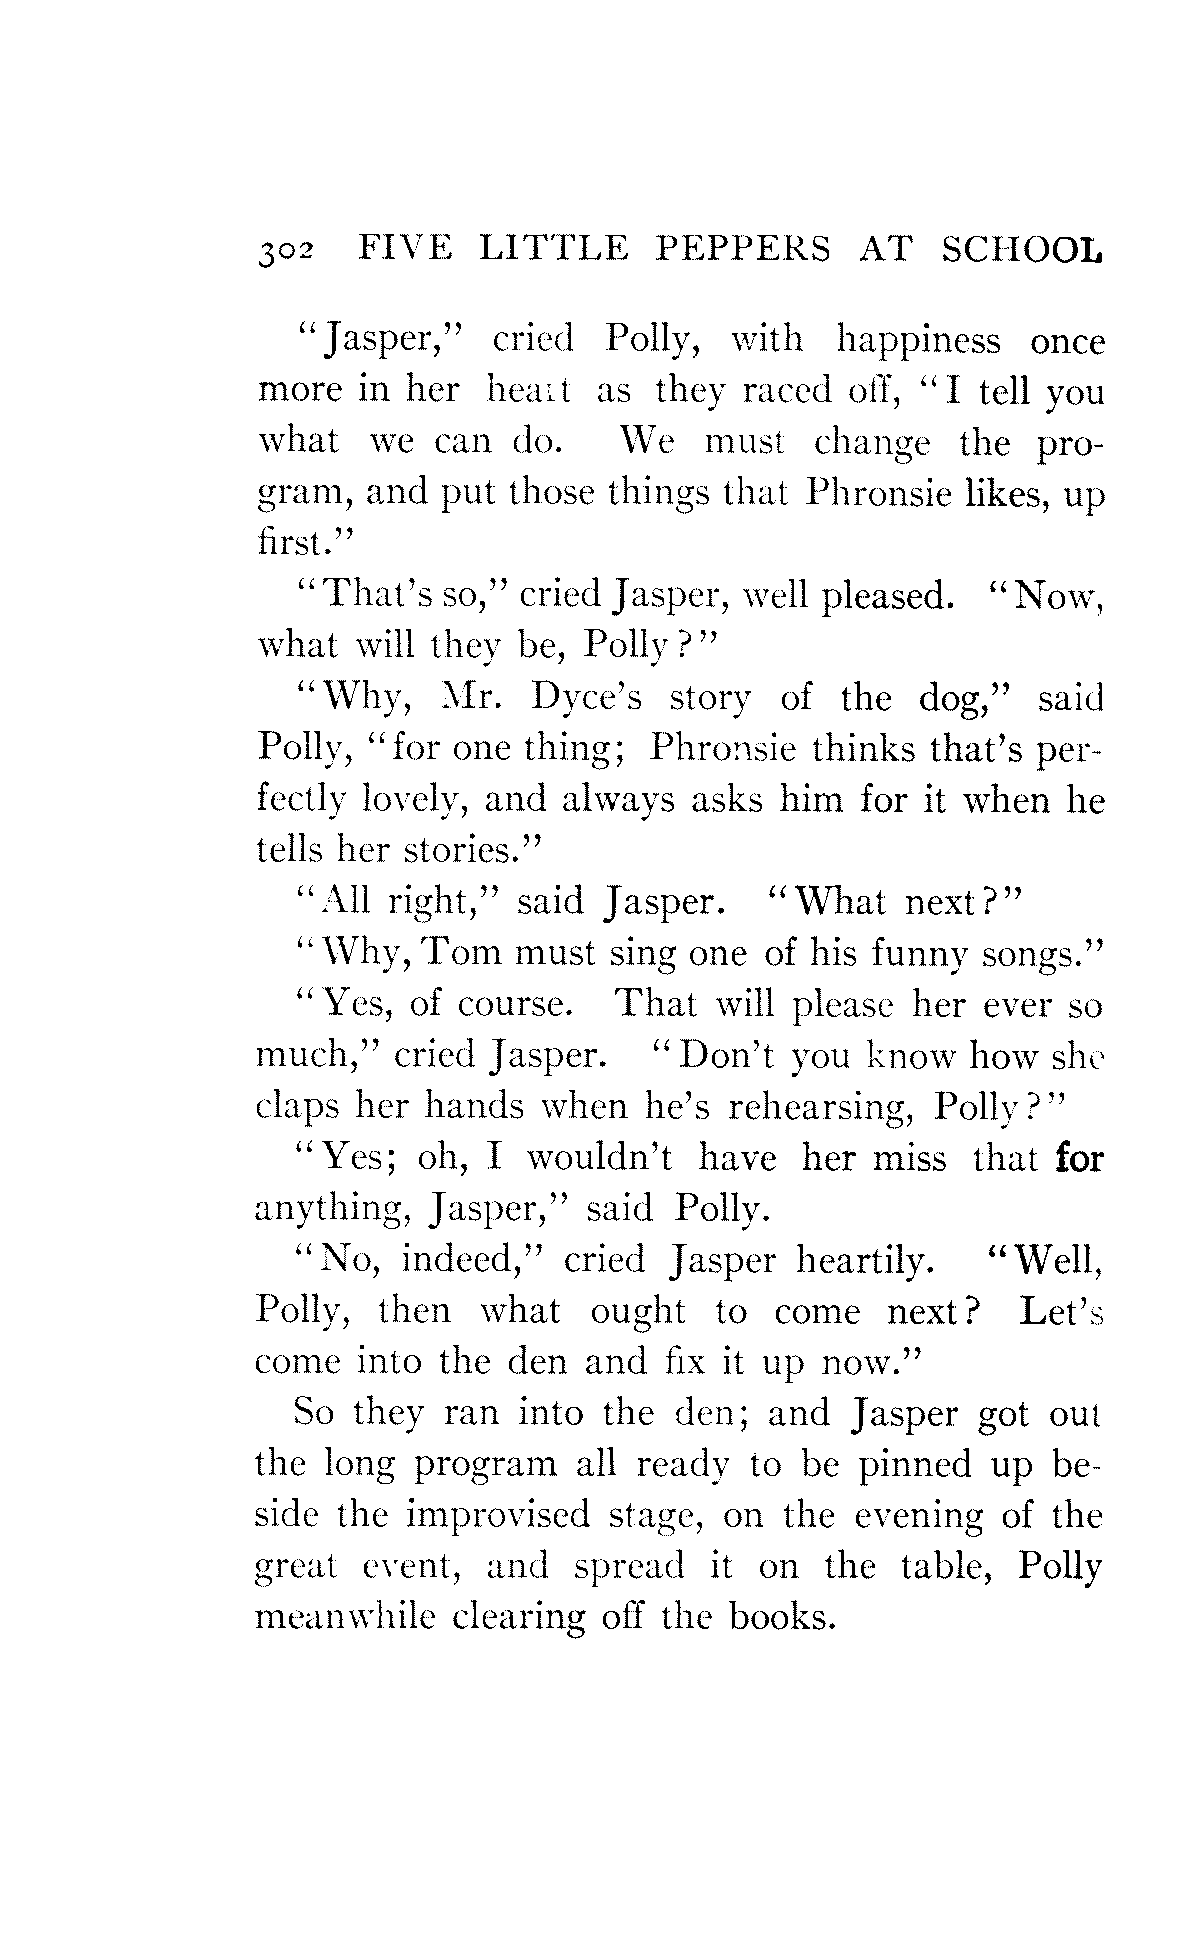 302 FIVE LITTLE PEPPERS AT SCHOOL
"Jasper," cried Polly, with happiness once
more in her heart as they raced off, "I tell you
what we can do. We must change the pro-
gram, and put those things that Phronsie likes, up
first."
"That's so," cried Jasper, well pleased. "Now,
what will they be, Polly?"
"Why, Mr. Dyce's story of the dog," said
Polly, "for one thing; Phronsie thinks that's per-
fectly lovely, and always asks him for it when he
tells her stories."
"All right," said Jasper. "What next?"
"Why, Tom must sing one of his funny songs."
"Yes, of course. That will please her ever so
much," cried Jasper. "Don't you know how she
claps her hands when he's rehearsing, Polly?"
"Yes; oh, I wouldn't have her miss that for
anything, Jasper," said Polly.
"No, indeed," cried Jasper heartily. "Well,
Polly, then what ought to come next? Let's
come into the den and fix it up now."
So they ran into the den; and Jasper got out
the long program all ready to be pinned up be-
side the improvised stage, on the evening of the
great event, and spread it on the table, Polly
meanwhile clearing off the books.